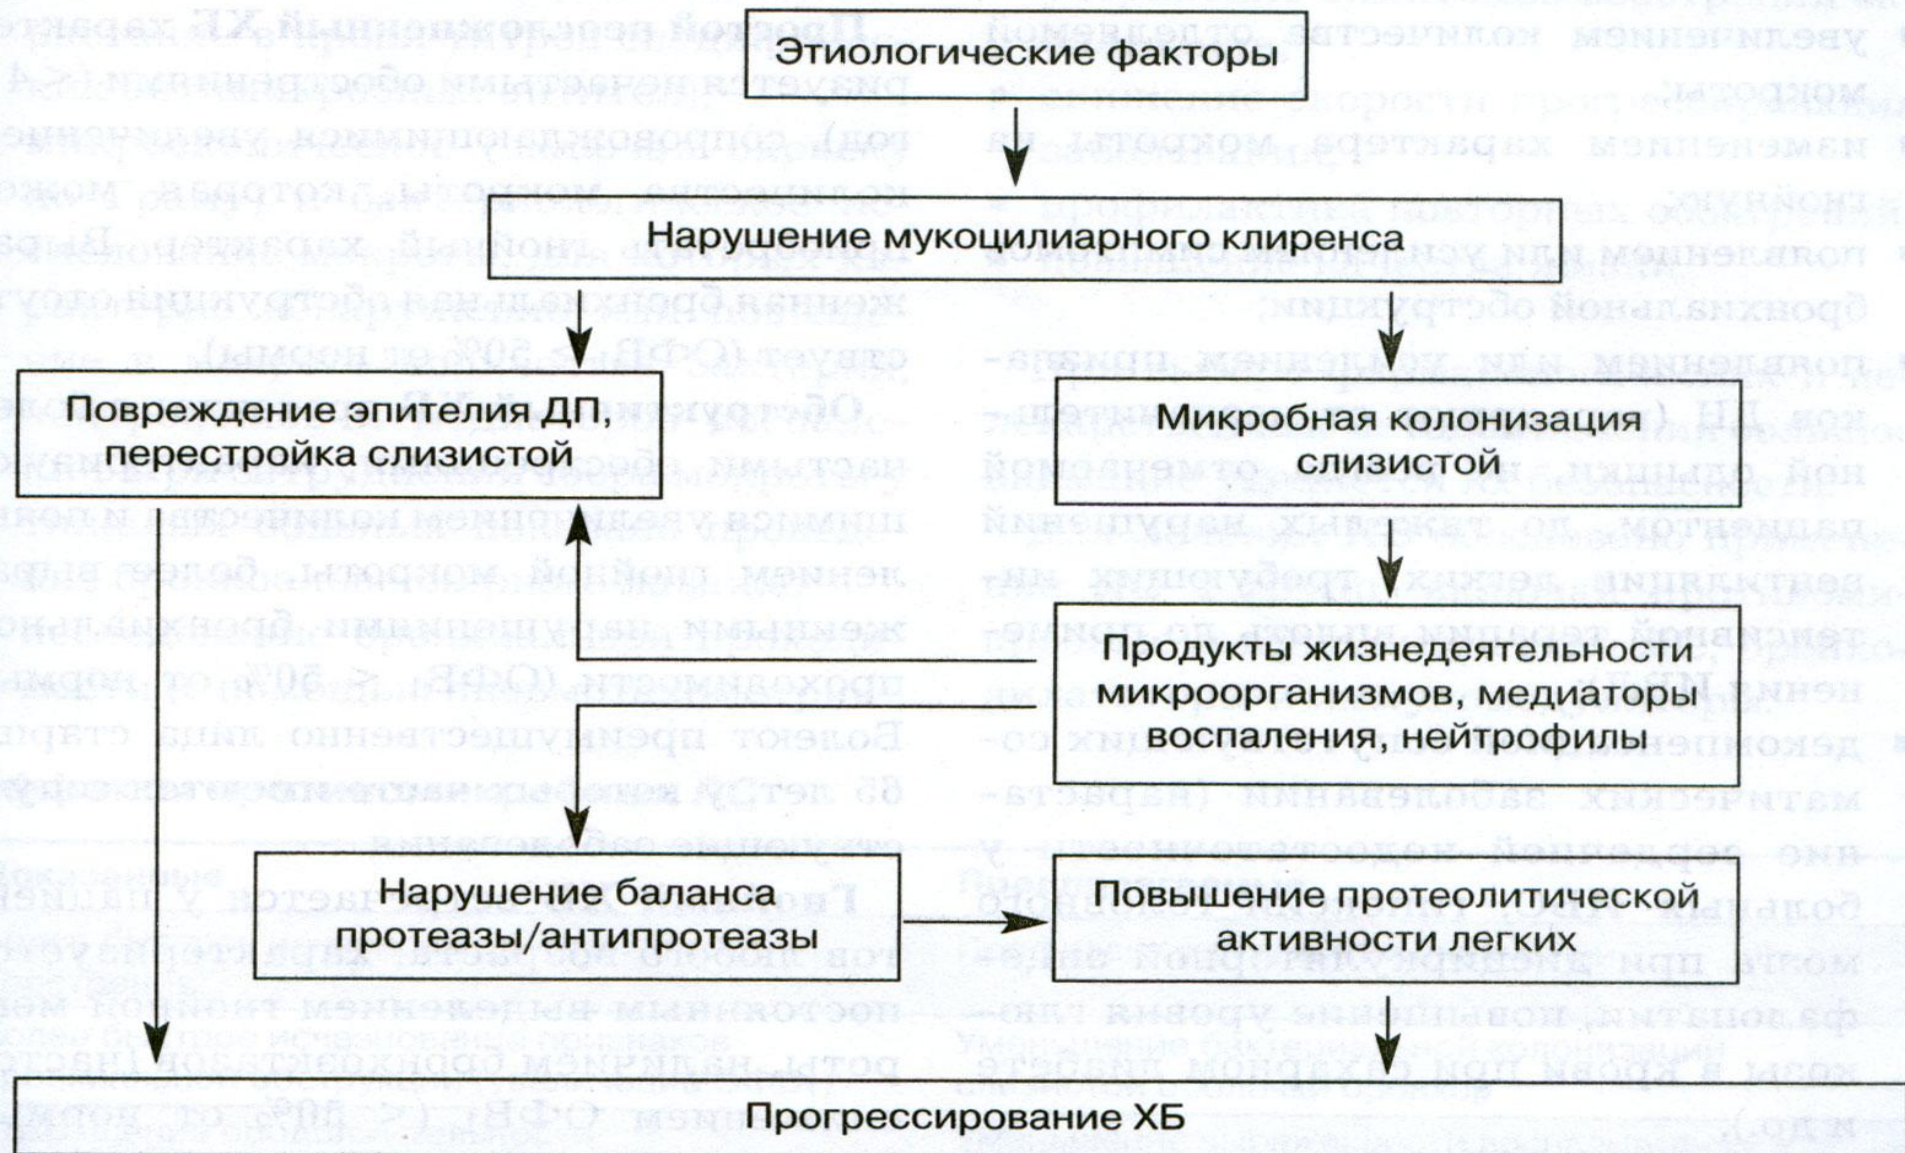 Этиологические факторы
Нарушение мукоцилиарного клиренса
Повреждение эпителия ДП,
перестройка слизистой
Микробная колонизация
слизистой
Продукты жизнедеятельности
микроорганизмов, медиаторы
воспаления, нейтрофилы
Нарушение баланса
протеазы/антипротеазы
Повышение протеолитической
активности легких
Прогрессирование ХБ